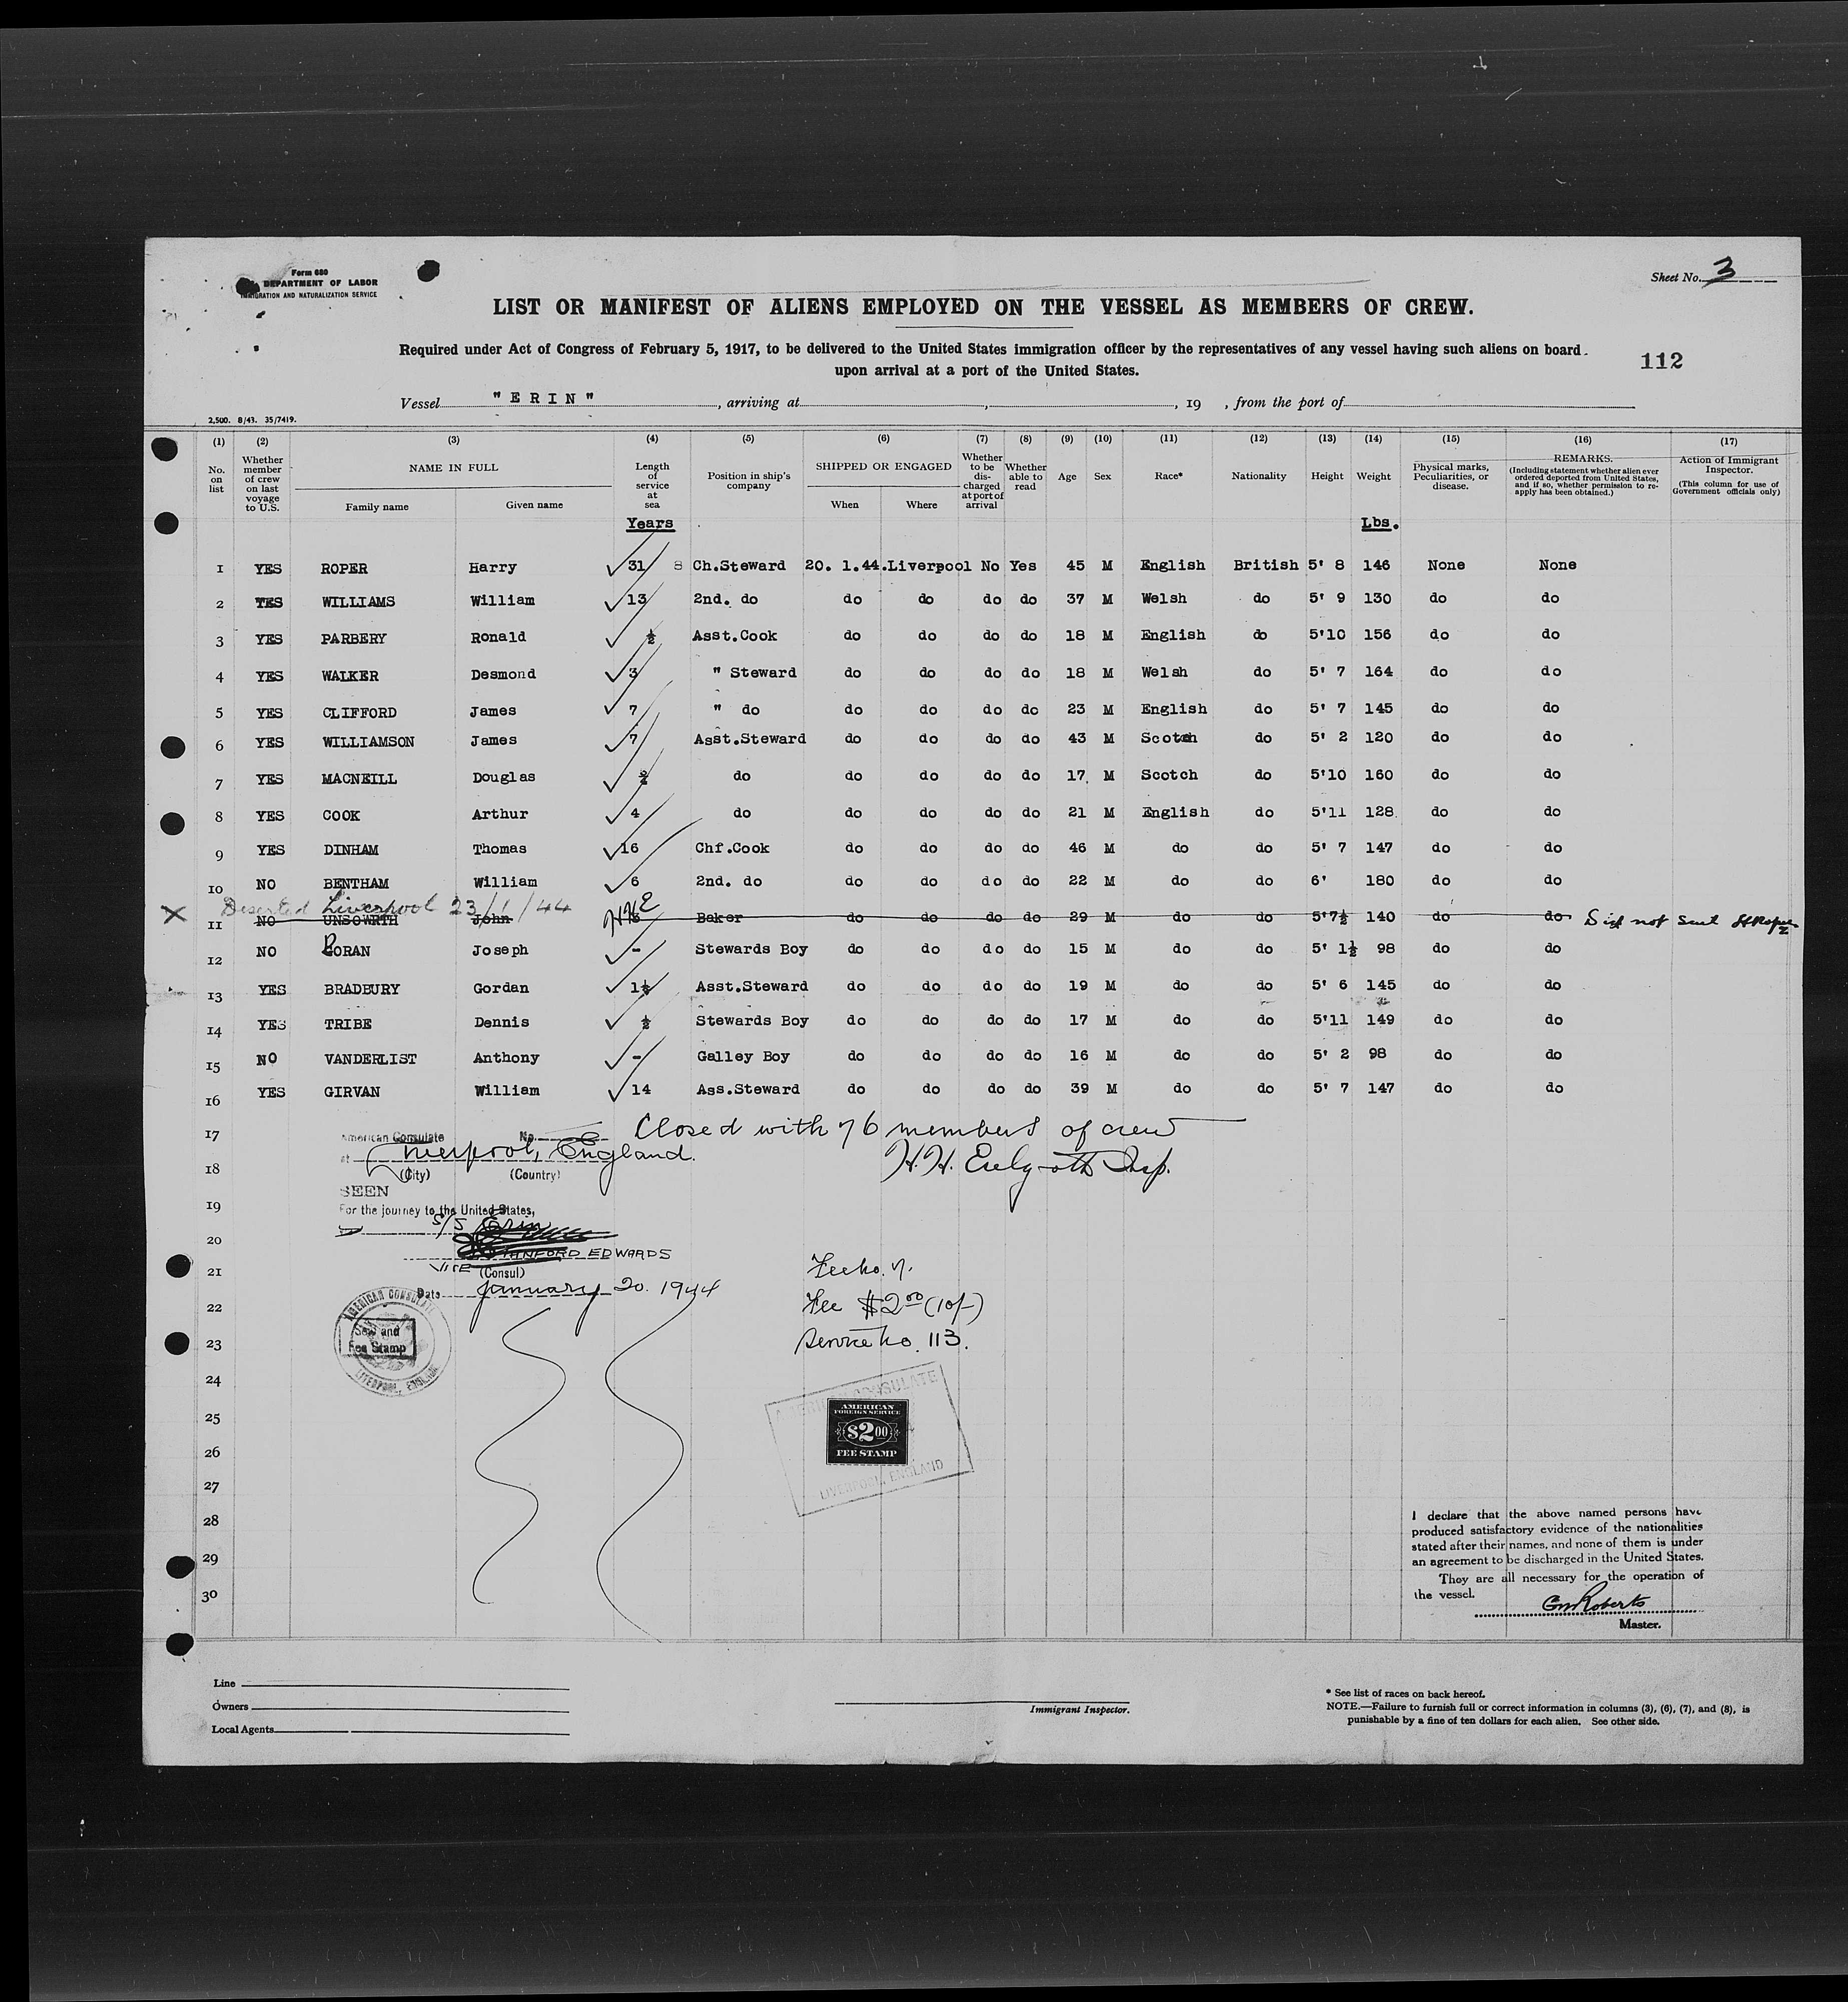 Form 680
DEPARTMENT OF LABOR
IMMIGRATION AND NATURALIZATION SERVICE
Sheet No. 3
LIST OR MANIFEST OF ALIENS EMPLOYED ON THE VESSEL AS MEMBERS OF CREW.
Required under Act of Congress of February 5, 1917, to be delivered to the United States immigration officer by the representatives of any vessel having such aliens on board
upon arrival at a port of the United States.
112
Vessel "ERIN", arriving at , , 19 , from the port of
2,500. 8/43. 35/7419.
(1) (2) (3) (4) (5) (6) (7) (8) (9) (10) (11) (12) (13) (14) (15) (16) (17)
No. on list
Whether member of crew on last voyage to U.S.
NAME IN FULL
Family name Given name
Length of service at sea
Years
Position in ship's company
SHIPPED OR ENGAGED
When Where
Whether to be discharged at port of arrival
Whether able to read
Age
Sex
Race*
Nationality
Height
Weight
Lbs.
Physical marks, Peculiarities, or disease.
REMARKS.
(Including statement whether alien ever ordered deported from United States, and if so, whether permission to re-apply has been obtained.)
Action of Immigrant Inspector.
(This column for use of Government officials only)
1 YES ROPER Harry 31 8 Ch.Steward 20. 1.44. Liverpool No Yes 45 M English British 5' 8 146 None None
2 YES WILLIAMS William 13 2nd. do do do do do 37 M Welsh do 5' 9 130 do do
3 YES PARBERY Ronald ½ Asst.Cook do do do do 18 M English do 5'10 156 do do
4 YES WALKER Desmond 3 " Steward do do do do 18 M Welsh do 5' 7 164 do do
5 YES CLIFFORD James 7 " do do do do do 23 M English do 5' 7 145 do do
6 YES WILLIAMSON James 7 Asst.Steward do do do do 43 M Scotch do 5' 2 120 do do
7 YES MACNEILL Douglas do do do do do 17 M Scotch do 5'10 160 do do
8 YES COOK Arthur 4 do do do do do 21 M English do 5'11 128 do do
9 YES DINHAM Thomas 16 Chf.Cook do do do do 46 M do do 5' 7 147 do do
10 NO BENTHAM William 6 2nd. do do do do do 22 M do do 6' 180 do do
Deserted Liverpool 23/1/44
X 11 NO UNSOWRTH John HHE Baker do do do do 29 M do do 5'7½ 140 do do Did not sail
12 NO DORAN Joseph - Stewards Boy do do do do 15 M do do 5' 1½ 98 do do
13 YES BRADBURY Gordan Asst.Steward do do do do 19 M do do 5' 6 145 do do
14 YES TRIBE Dennis ½ Stewards Boy do do do do 17 M do do 5'11 149 do do
15 NO VANDERLIST Anthony - Galley Boy do do do do 16 M do do 5' 2 98 do do
16 YES GIRVAN William 14 Ass.Steward do do do do 39 M do do 5' 7 147 do do
17 Closed with 76 members of crew
American Consulate No.
at Liverpool, England.
18 H.H. Insp.
(City) (Country)
SEEN
19
For the journey to the United States,
S/S Erin
20
EDWARDS
21 VICE (Consul)
Fee No. 7.
Date January 20. 1944
22 Fee $2.00 (10/-)
23 Service No. 113.
AMERICAN CONSULATE
Seal and
Fee Stamp
LIVERPOOL, ENGLAND
24
AMERICAN CONSULATE
25
AMERICAN
FOREIGN SERVICE
$2.00
FEE STAMP
26
LIVERPOOL, ENGLAND
27
28
29
30
I declare that the above named persons have
produced satisfactory evidence of the nationalities
stated after their names, and none of them is under
an agreement to be discharged in the United States.
They are all necessary for the operation of
the vessel.
Roberts
Master.
Line
Owners
Local Agents
Immigrant Inspector.
* See list of races on back hereof.
NOTE.—Failure to furnish full or correct information in columns (3), (6), (7), and (8), is
punishable by a fine of ten dollars for each alien. See other side.